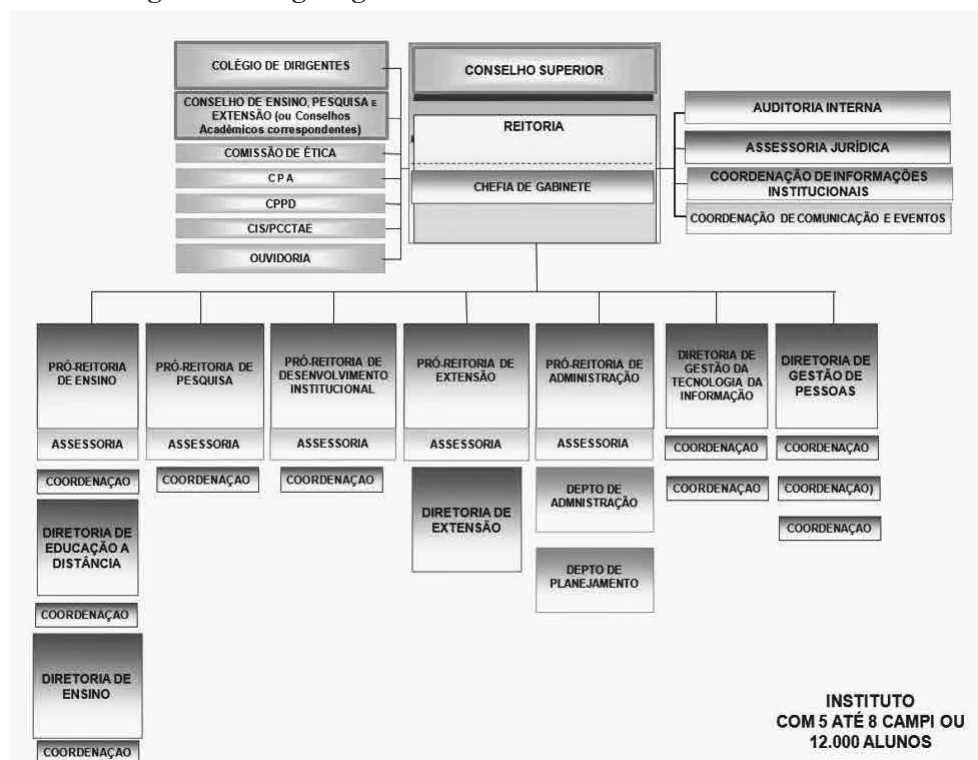 COLÉGIO DE DIRIGENTES
CONSELHO DE ENSINO, PESQUISA E
EXTENSÃO (ou Conselhos
Acadêmicos correspondentes)
COMISSÃO DE ÉTICA
CPA
CPPD
CIS/PCCTAE
OUVIDORIA
CONSELHO SUPERIOR
REITORIA
CHEFIA DE GABINETE
AUDITORIA INTERNA
ASSESSORIA JURÍDICA
COORDENAÇÃO DE INFORMAÇÕES
INSTITUCIONAIS
COORDENAÇÃO DE COMUNICAÇÃO E EVENTOS
PRÓ-REITORIA
DE ENSINO
ASSESSORIA
COORDENAÇAO
DIRETORIA DE
EDUCAÇÃO A
DISTÂNCIA
COORDENAÇAO
DIRETORIA DE
ENSINO
COORDENAÇAO
PRÓ-REITORIA DE
PESQUISA
ASSESSORIA
COORDENAÇAO
PRÓ-REITORIA DE
DESENVOLVIMENTO
INSTITUCIONAL
ASSESSORIA
COORDENAÇAO
PRÓ-REITORIA DE
EXTENSÃO
ASSESSORIA
DIRETORIA DE
EXTENSÃO
PRÓ-REITORIA DE
ADMINISTRAÇÃO
ASSESSORIA
DEPTO DE
ADMNISTRAÇÃO
DEPTO DE
PLANEJAMENTO
DIRETORIA DE
GESTÃO DA
TECNOLOGIA DA
INFORMAÇÃO
COORDENAÇAO
COORDENAÇAO
DIRETORIA DE
GESTÃO DE
PESSOAS
COORDENAÇAO
COORDENAÇAO)
COORDENAÇAO
INSTITUTO
COM 5 ATÉ 8 CAMPI OU
12.000 ALUNOS